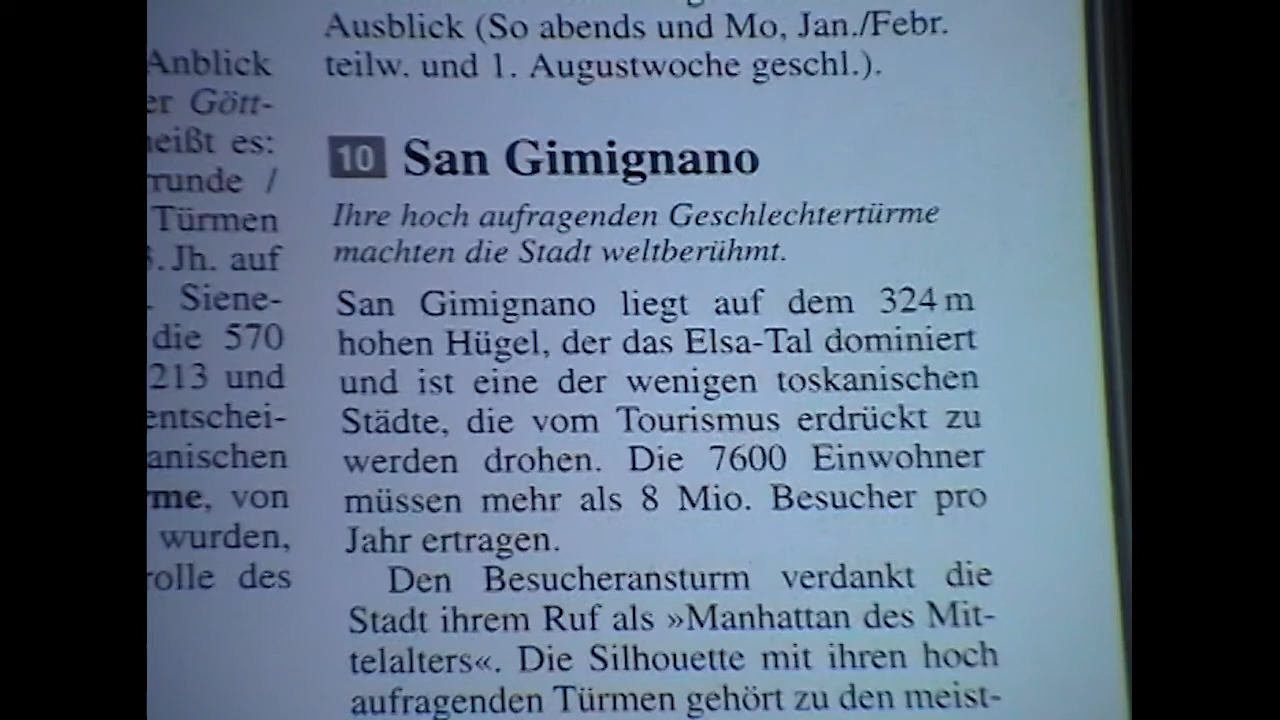 Anblick
Gött-
es:
/
Türmen
Jh. auf
Siene-
die 570
213 und
von
wurden,
des
Ausblick (So abends und Mo, Jan./Febr.
teilw. und 1. Augustwoche geschl.).
10 San Gimignano
Ihre hoch aufragenden Geschlechtertürme
machten die Stadt weltberühmt.
San Gimignano liegt auf dem 324 m
hohen Hügel, der das Elsa-Tal dominiert
und ist eine der wenigen toskanischen
Städte, die vom Tourismus erdrückt zu
werden drohen. Die 7600 Einwohner
müssen mehr als 8 Mio. Besucher pro
Jahr ertragen.
Den Besucheransturm verdankt die
Stadt ihrem Ruf als »Manhattan des Mit-
telalters«. Die Silhouette mit ihren hoch
aufragenden Türmen gehört zu den meist-